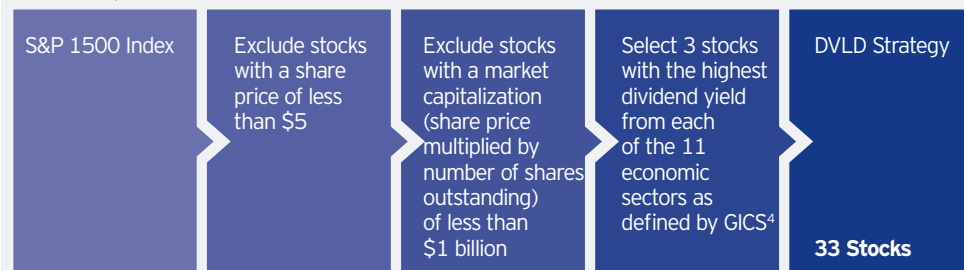 S&P 1500 Index
Exclude stocks
with a share
price of less
than $5
Exclude stocks
with a market
capitalization
(share price
multiplied by
number of shares
outstanding)
of less than
$1 billion
Select 3 stocks
with the highest
dividend yield
from each
of the 11
economic
sectors as
defined by GICS⁴
DVLD Strategy
33 Stocks